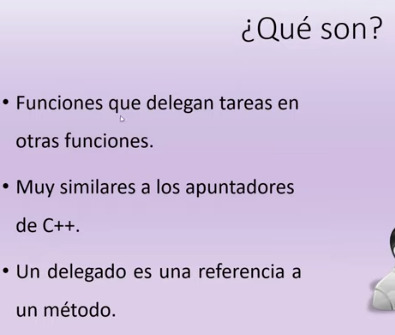 ¿Qué son?
• Funciones que delegan tareas en
otras funciones.
• Muy similares a los apuntadores
de C++.
• Un delegado es una referencia a
un método.